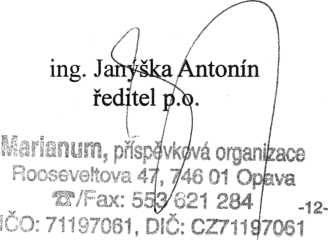 ing. Janýška Antonín
ředitel p.o.
Marianum, příspěvková organizace
Rooseveltova 47, 746 01 Opava
☎/Fax: 553 621 284
-12-
IČO: 71197061, DIČ: CZ71197061